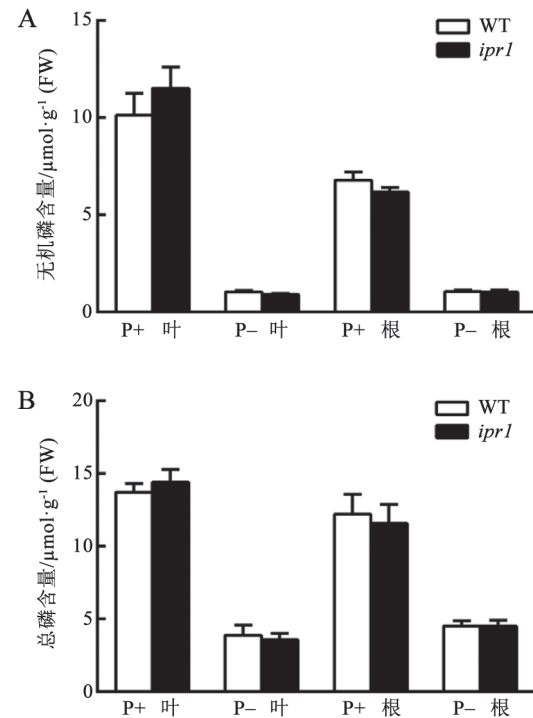 A
WT
ipr1
无机磷含量/μmol·g⁻¹ (FW)
15
10
5
0
P+ 叶 P– 叶 P+ 根 P– 根
B
WT
ipr1
总磷含量/μmol·g⁻¹ (FW)
20
15
10
5
0
P+ 叶 P– 叶 P+ 根 P– 根